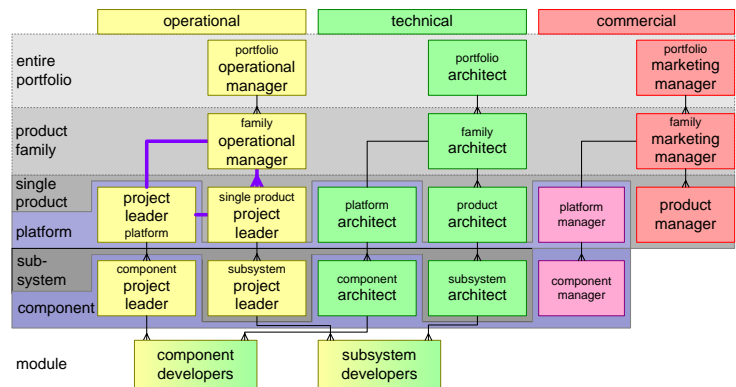 operational
technical
commercial
entire
portfolio
portfolio
operational
manager
portfolio
architect
portfolio
marketing
manager
product
family
family
operational
manager
family
architect
family
marketing
manager
single
product
platform
project
leader
platform
single product
project
leader
platform
architect
product
architect
platform
manager
product
manager
sub-
system
component
component
project
leader
subsystem
project
leader
component
architect
subsystem
architect
component
manager
module
component
developers
subsystem
developers